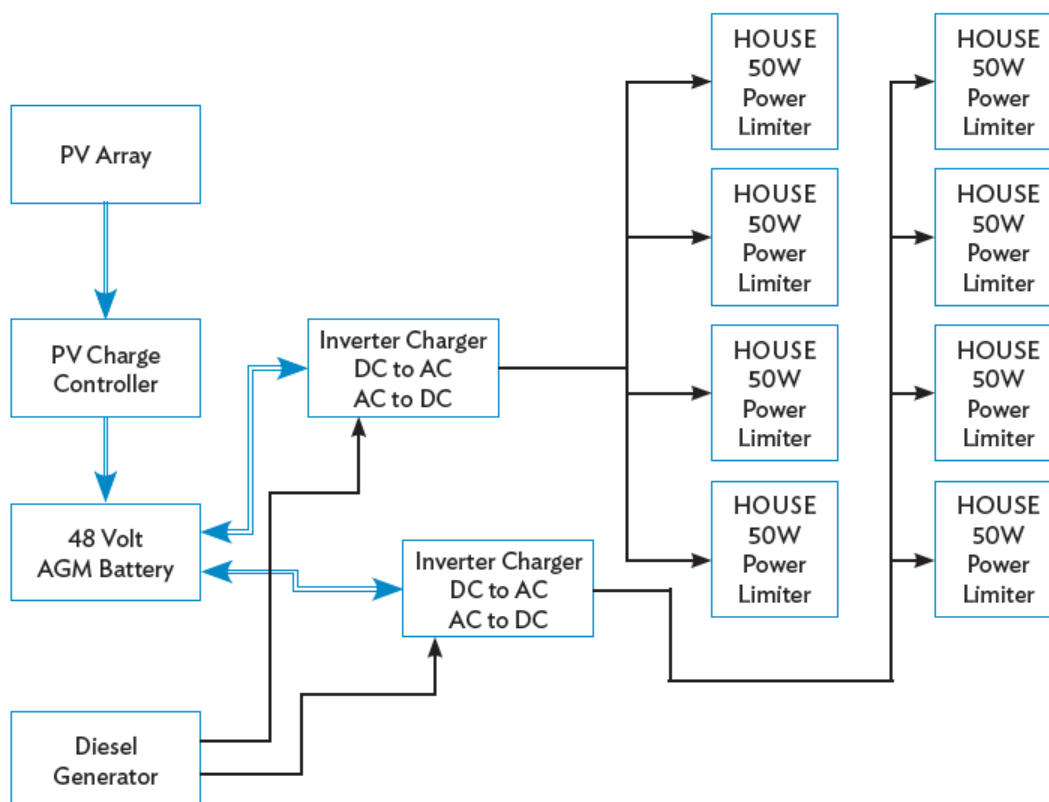 PV Array
PV Charge
Controller
48 Volt
AGM Battery
Diesel
Generator
Inverter Charger
DC to AC
AC to DC
Inverter Charger
DC to AC
AC to DC
HOUSE
50W
Power
Limiter
HOUSE
50W
Power
Limiter
HOUSE
50W
Power
Limiter
HOUSE
50W
Power
Limiter
HOUSE
50W
Power
Limiter
HOUSE
50W
Power
Limiter
HOUSE
50W
Power
Limiter
HOUSE
50W
Power
Limiter